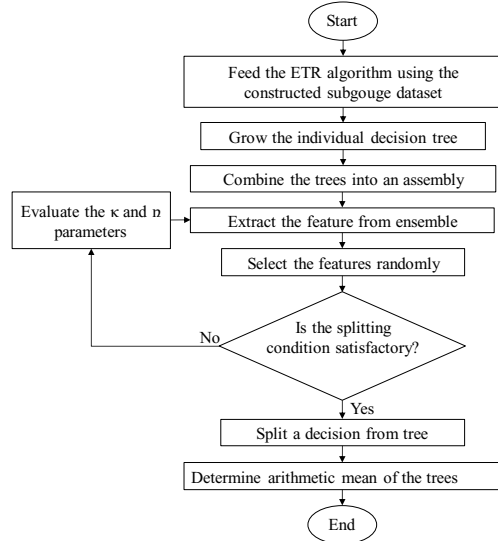 Start
Feed the ETR algorithm using the
constructed subgouge dataset
Grow the individual decision tree
Combine the trees into an assembly
Evaluate the κ and n
parameters
Extract the feature from ensemble
Select the features randomly
Is the splitting
condition satisfactory?
No
Yes
Split a decision from tree
Determine arithmetic mean of the trees
End